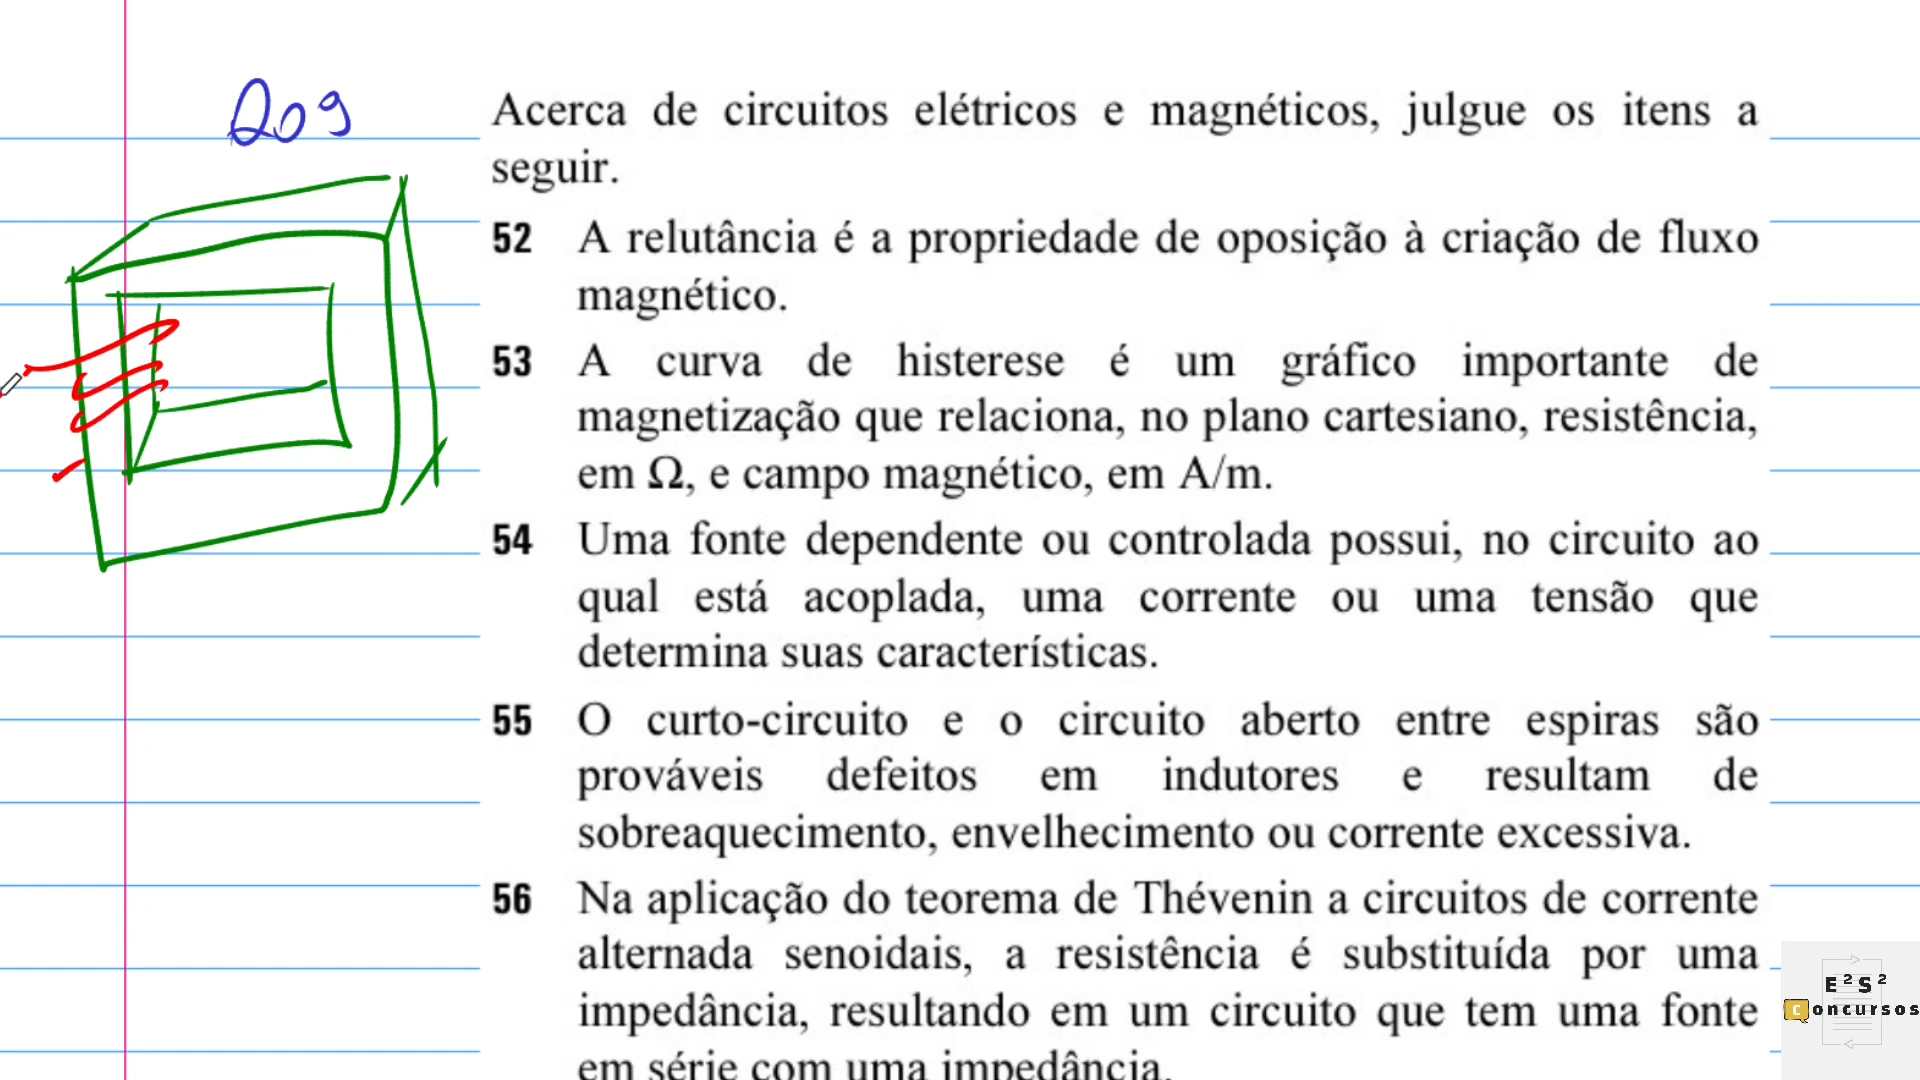 Q09
Acerca de circuitos elétricos e magnéticos, julgue os itens a
seguir.
52 A relutância é a propriedade de oposição à criação de fluxo
magnético.
53 A curva de histerese é um gráfico importante de
magnetização que relaciona, no plano cartesiano, resistência,
em Ω, e campo magnético, em A/m.
54 Uma fonte dependente ou controlada possui, no circuito ao
qual está acoplada, uma corrente ou uma tensão que
determina suas características.
55 O curto-circuito e o circuito aberto entre espiras são
prováveis defeitos em indutores e resultam de
sobreaquecimento, envelhecimento ou corrente excessiva.
56 Na aplicação do teorema de Thévenin a circuitos de corrente
alternada senoidais, a resistência é substituída por uma
impedância, resultando em um circuito que tem uma fonte
em série com uma impedância.
E²S²
Concursos